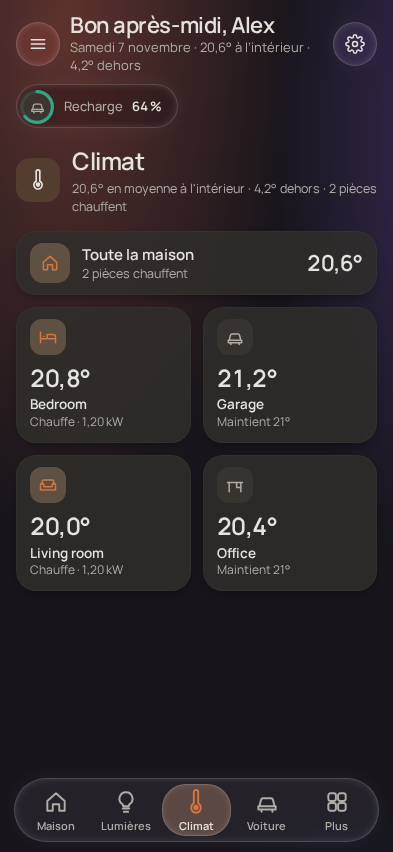 Bon après-midi, Alex
Samedi 7 novembre · 20,6° à l'intérieur ·
4,2° dehors
Recharge 64 %
Climat
20,6° en moyenne à l'intérieur · 4,2° dehors · 2 pièces
chauffent
Toute la maison
2 pièces chauffent
20,6°
20,8°
Bedroom
Chauffe · 1,20 kW
21,2°
Garage
Maintient 21°
20,0°
Living room
Chauffe · 1,20 kW
20,4°
Office
Maintient 21°
Maison Lumières Climat Voiture Plus